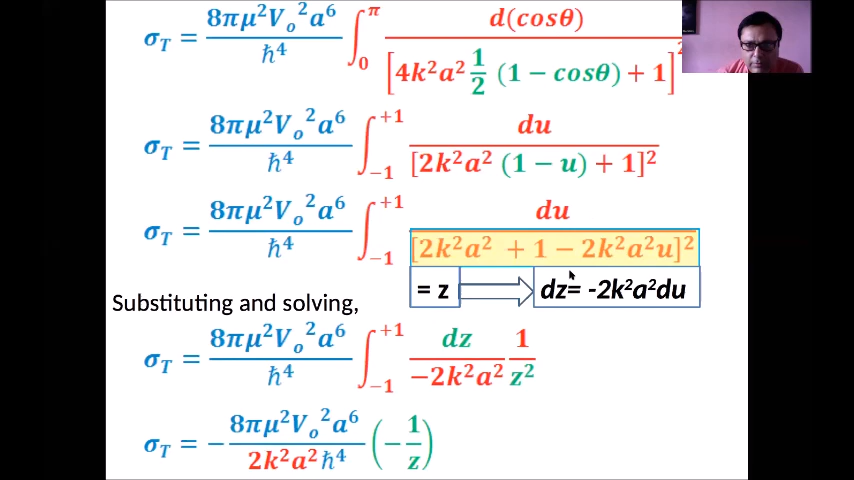 σ_T = 8πμ²V_o²a⁶/ħ⁴ ∫₀^π d(cosθ)/[4k²a² 1/2 (1 − cosθ) + 1]²
σ_T = 8πμ²V_o²a⁶/ħ⁴ ∫₋₁⁺¹ du/[2k²a² (1 − u) + 1]²
σ_T = 8πμ²V_o²a⁶/ħ⁴ ∫₋₁⁺¹ du/[2k²a² + 1 − 2k²a²u]²
= z
dz= -2k²a²du
Substituting and solving,
σ_T = 8πμ²V_o²a⁶/ħ⁴ ∫₋₁⁺¹ dz/−2k²a² 1/z²
σ_T = − 8πμ²V_o²a⁶/2k²a²ħ⁴ (−1/z)